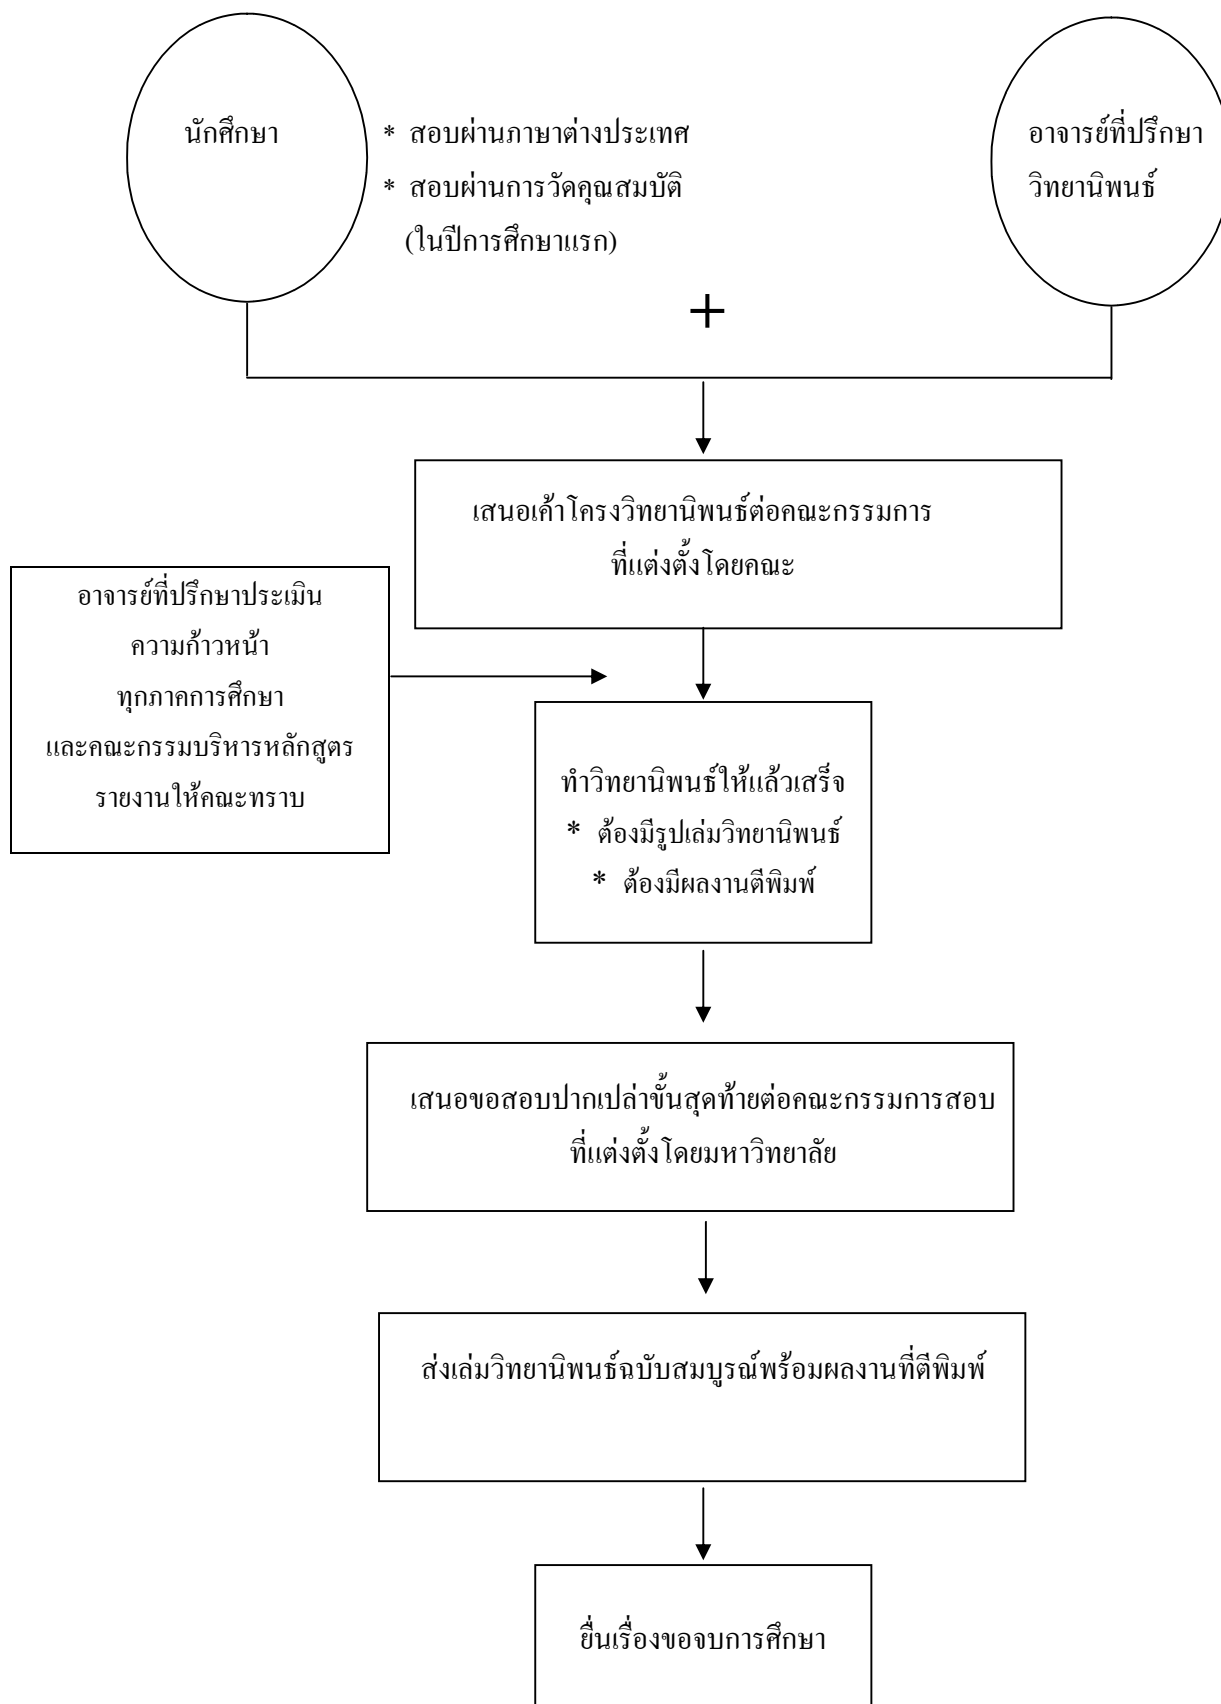 นักศึกษา
* สอบผ่านภาษาต่างประเทศ
* สอบผ่านการวัดคุณสมบัติ
(ในปีการศึกษาแรก)
อาจารย์ที่ปรึกษา
วิทยานิพนธ์
+
เสนอเค้าโครงวิทยานิพนธ์ต่อคณะกรรมการ
ที่แต่งตั้งโดยคณะ
อาจารย์ที่ปรึกษาประเมิน
ความก้าวหน้า
ทุกภาคการศึกษา
และคณะกรรมบริหารหลักสูตร
รายงานให้คณะทราบ
ทำวิทยานิพนธ์ให้แล้วเสร็จ
* ต้องมีรูปเล่มวิทยานิพนธ์
* ต้องมีผลงานตีพิมพ์
เสนอขอสอบปากเปล่าขั้นสุดท้ายต่อคณะกรรมการสอบ
ที่แต่งตั้งโดยมหาวิทยาลัย
ส่งเล่มวิทยานิพนธ์ฉบับสมบูรณ์พร้อมผลงานที่ตีพิมพ์
ยื่นเรื่องขอจบการศึกษา